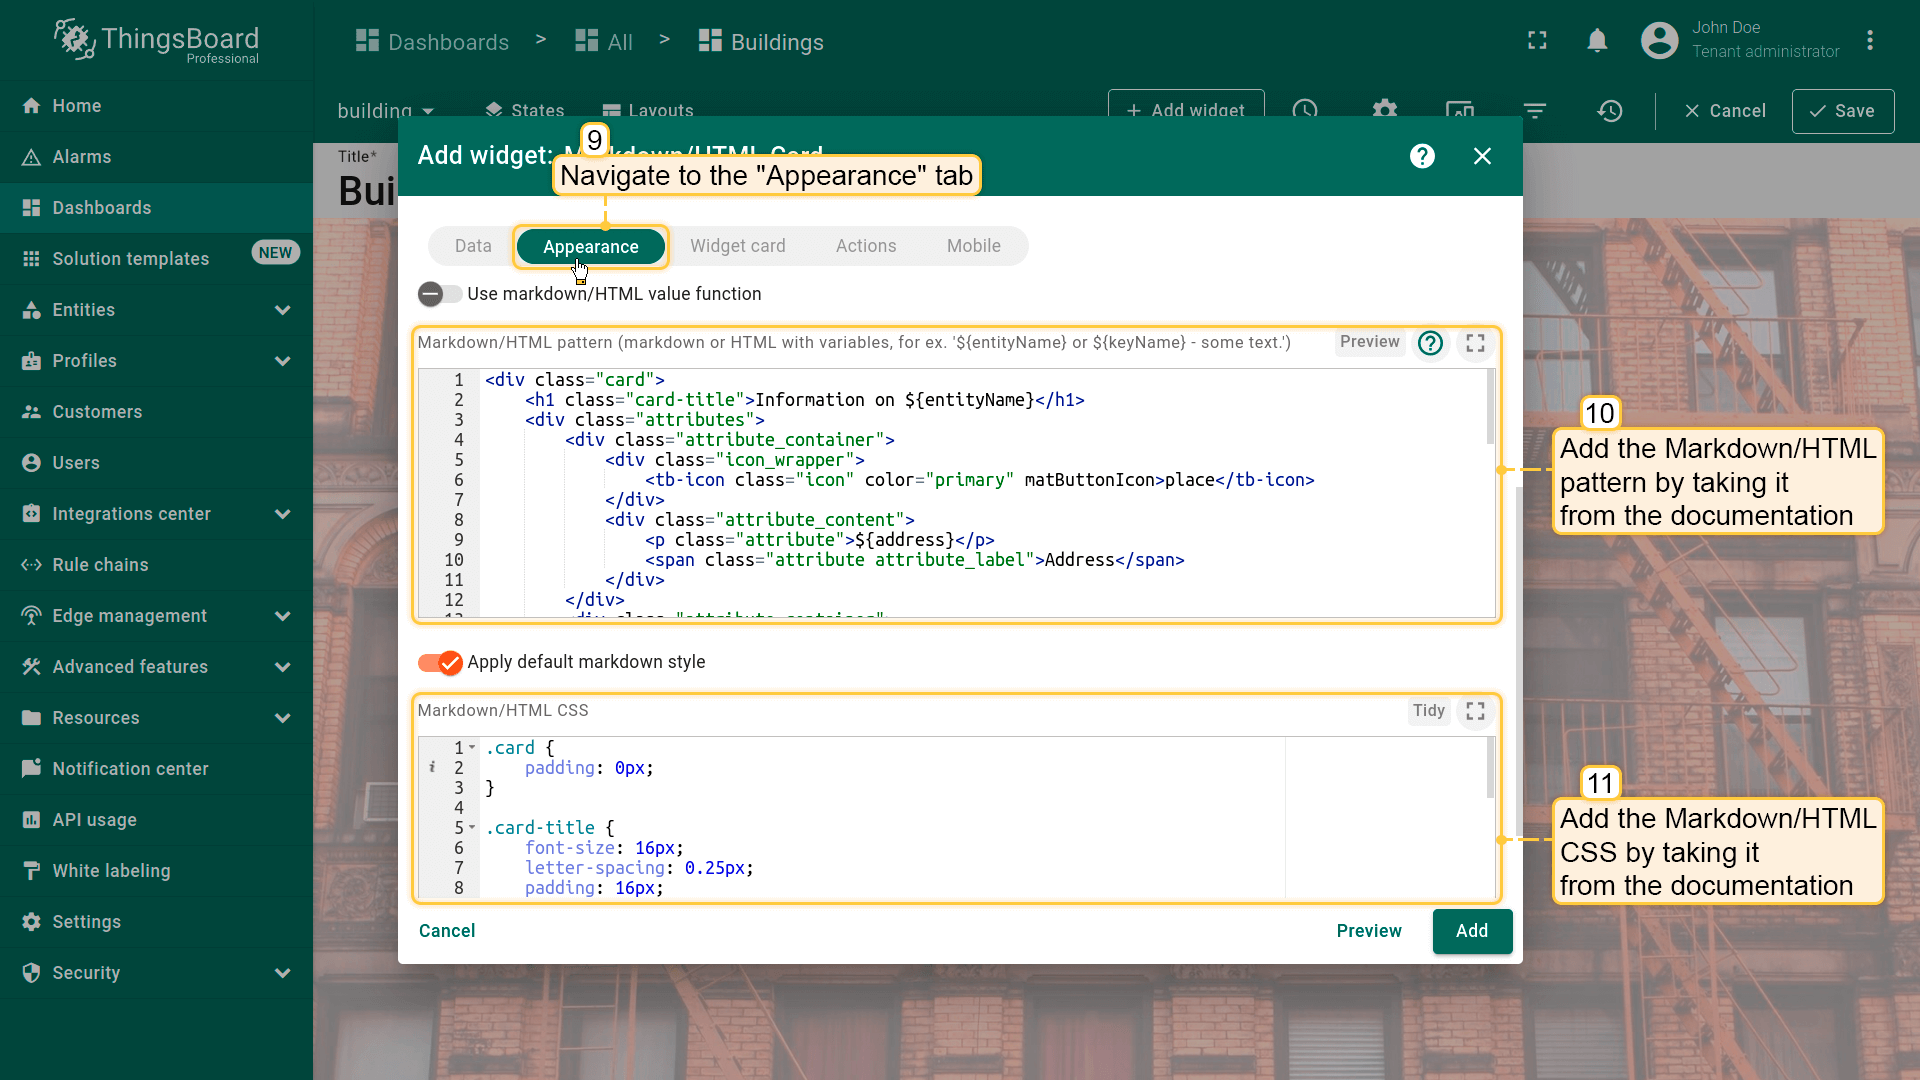 ThingsBoard
Professional
Dashboards > All > Buildings
John Doe
Tenant administrator
Home
Alarms
Dashboards
Solution templates NEW
Entities
Profiles
Customers
Users
Integrations center
Rule chains
Edge management
Advanced features
Resources
Notification center
API usage
White labeling
Settings
Security
building States Layouts + Add widget Cancel Save
Title*
Bui
Add widget: Markdown/HTML Card
9
Navigate to the "Appearance" tab
Data Appearance Widget card Actions Mobile
Use markdown/HTML value function
Markdown/HTML pattern (markdown or HTML with variables, for ex. '${entityName} or ${keyName} - some text.') Preview
1 <div class="card">
2 <h1 class="card-title">Information on ${entityName}</h1>
3 <div class="attributes">
4 <div class="attribute_container">
5 <div class="icon_wrapper">
6 <tb-icon class="icon" color="primary" matButtonIcon>place</tb-icon>
7 </div>
8 <div class="attribute_content">
9 <p class="attribute">${address}</p>
10 <span class="attribute attribute_label">Address</span>
11 </div>
12 </div>
13 <div class="attribute_container">
Apply default markdown style
Markdown/HTML CSS Tidy
1 .card {
i 2 padding: 0px;
3 }
4
5 .card-title {
6 font-size: 16px;
7 letter-spacing: 0.25px;
8 padding: 16px;
Cancel Preview Add
10
Add the Markdown/HTML
pattern by taking it
from the documentation
11
Add the Markdown/HTML
CSS by taking it
from the documentation